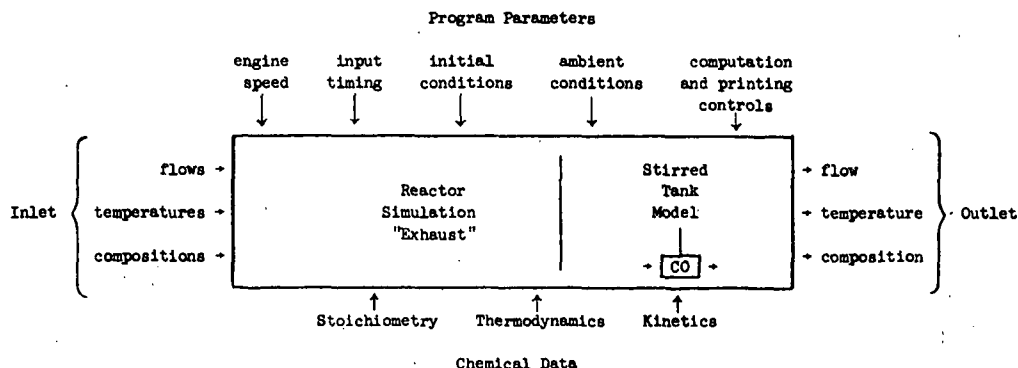 Program Parameters
engine speed
input timing
initial conditions
ambient conditions
computation and printing controls
Inlet
flows
temperatures
compositions
Reactor Simulation "Exhaust"
Stirred Tank Model
CO
flow
temperature
composition
Outlet
Stoichiometry
Thermodynamics
Kinetics
Chemical Data